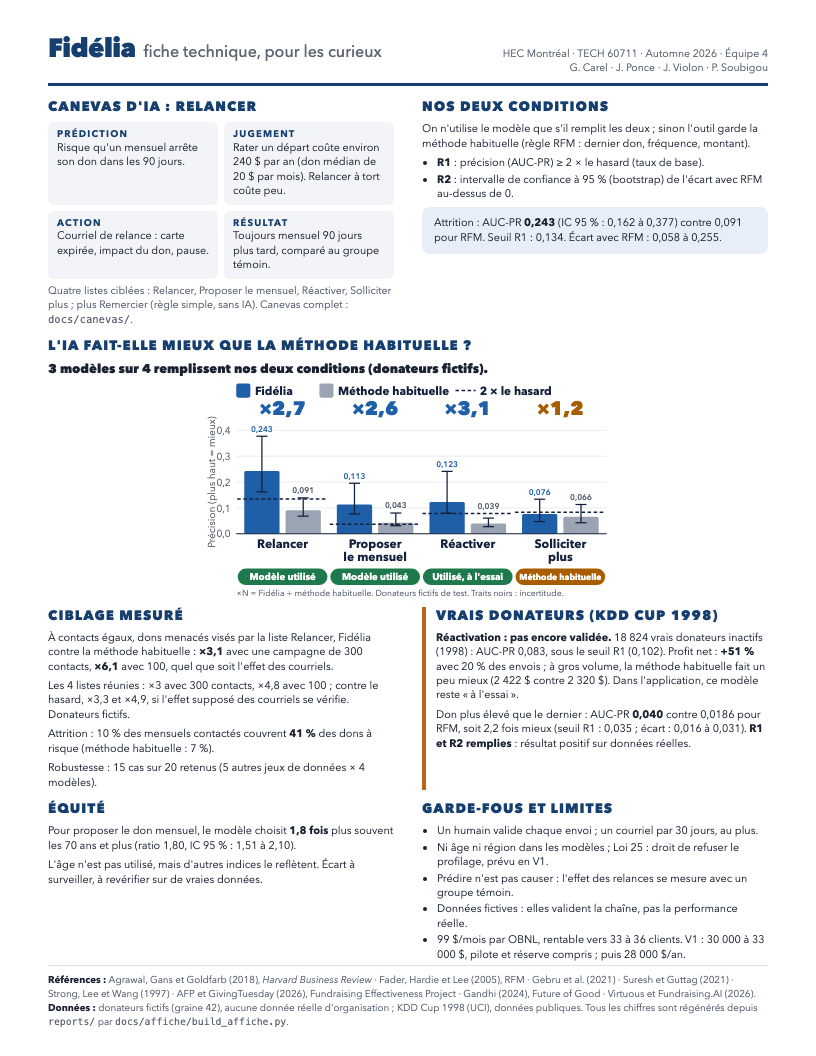 Fidélia fiche technique, pour les curieux
HEC Montréal · TECH 60711 · Automne 2026 · Équipe 4
G. Carel · J. Ponce · J. Violon · P. Soubigou
CANEVAS D'IA : RELANCER
PRÉDICTION
Risque qu'un mensuel arrête
son don dans les 90 jours.
JUGEMENT
Rater un départ coûte environ
240 $ par an (don médian de
20 $ par mois). Relancer à tort
coûte peu.
ACTION
Courriel de relance : carte
expirée, impact du don, pause.
RÉSULTAT
Toujours mensuel 90 jours
plus tard, comparé au groupe
témoin.
Quatre listes ciblées : Relancer, Proposer le mensuel, Réactiver, Solliciter
plus ; plus Remercier (règle simple, sans IA). Canevas complet :
docs/canevas/.
NOS DEUX CONDITIONS
On n'utilise le modèle que s'il remplit les deux ; sinon l'outil garde la
méthode habituelle (règle RFM : dernier don, fréquence, montant).
• R1 : précision (AUC-PR) ≥ 2 × le hasard (taux de base).
• R2 : intervalle de confiance à 95 % (bootstrap) de l'écart avec RFM
au-dessus de 0.
Attrition : AUC-PR 0,243 (IC 95 % : 0,162 à 0,377) contre 0,091
pour RFM. Seuil R1 : 0,134. Écart avec RFM : 0,058 à 0,255.
L'IA FAIT-ELLE MIEUX QUE LA MÉTHODE HABITUELLE ?
3 modèles sur 4 remplissent nos deux conditions (donateurs fictifs).
Fidélia Méthode habituelle 2 × le hasard
×2,7 ×2,6 ×3,1 ×1,2
Précision (plus haut = mieux)
0,4
0,3
0,2
0,1
0,0
0,243 0,091 0,113 0,043 0,123 0,039 0,076 0,066
Relancer
Proposer
le mensuel
Réactiver
Solliciter
plus
Modèle utilisé Modèle utilisé Utilisé, à l'essai Méthode habituelle
×N = Fidélia ÷ méthode habituelle. Donateurs fictifs de test. Traits noirs : incertitude.
CIBLAGE MESURÉ
À contacts égaux, dons menacés visés par la liste Relancer, Fidélia
contre la méthode habituelle : ×3,1 avec une campagne de 300
contacts, ×6,1 avec 100, quel que soit l'effet des courriels.
Les 4 listes réunies : ×3 avec 300 contacts, ×4,8 avec 100 ; contre le
hasard, ×3,3 et ×4,9, si l'effet supposé des courriels se vérifie.
Donateurs fictifs.
Attrition : 10 % des mensuels contactés couvrent 41 % des dons à
risque (méthode habituelle : 7 %).
Robustesse : 15 cas sur 20 retenus (5 autres jeux de données × 4
modèles).
VRAIS DONATEURS (KDD CUP 1998)
Réactivation : pas encore validée. 18 824 vrais donateurs inactifs
(1998) : AUC-PR 0,083, sous le seuil R1 (0,102). Profit net : +51 %
avec 20 % des envois ; à gros volume, la méthode habituelle fait un
peu mieux (2 422 $ contre 2 320 $). Dans l'application, ce modèle
reste « à l'essai ».
Don plus élevé que le dernier : AUC-PR 0,040 contre 0,0186 pour
RFM, soit 2,2 fois mieux (seuil R1 : 0,035 ; écart : 0,016 à 0,031). R1
et R2 remplies : résultat positif sur données réelles.
ÉQUITÉ
Pour proposer le don mensuel, le modèle choisit 1,8 fois plus souvent
les 70 ans et plus (ratio 1,80, IC 95 % : 1,51 à 2,10).
L'âge n'est pas utilisé, mais d'autres indices le reflètent. Écart à
surveiller, à revérifier sur de vraies données.
GARDE-FOUS ET LIMITES
• Un humain valide chaque envoi ; un courriel par 30 jours, au plus.
• Ni âge ni région dans les modèles ; Loi 25 : droit de refuser le
profilage, prévu en V1.
• Prédire n'est pas causer : l'effet des relances se mesure avec un
groupe témoin.
• Données fictives : elles valident la chaîne, pas la performance
réelle.
• 99 $/mois par OBNL, rentable vers 33 à 36 clients. V1 : 30 000 à 33
000 $, pilote et réserve compris ; puis 28 000 $/an.
Références : Agrawal, Gans et Goldfarb (2018), Harvard Business Review · Fader, Hardie et Lee (2005), RFM · Gebru et al. (2021) · Suresh et Guttag (2021) ·
Strong, Lee et Wang (1997) · AFP et GivingTuesday (2026), Fundraising Effectiveness Project · Gandhi (2024), Future of Good · Virtuous et Fundraising.AI (2026).
Données : donateurs fictifs (graine 42), aucune donnée réelle d'organisation ; KDD Cup 1998 (UCI), données publiques. Tous les chiffres sont régénérés depuis
reports/ par docs/affiche/build_affiche.py.